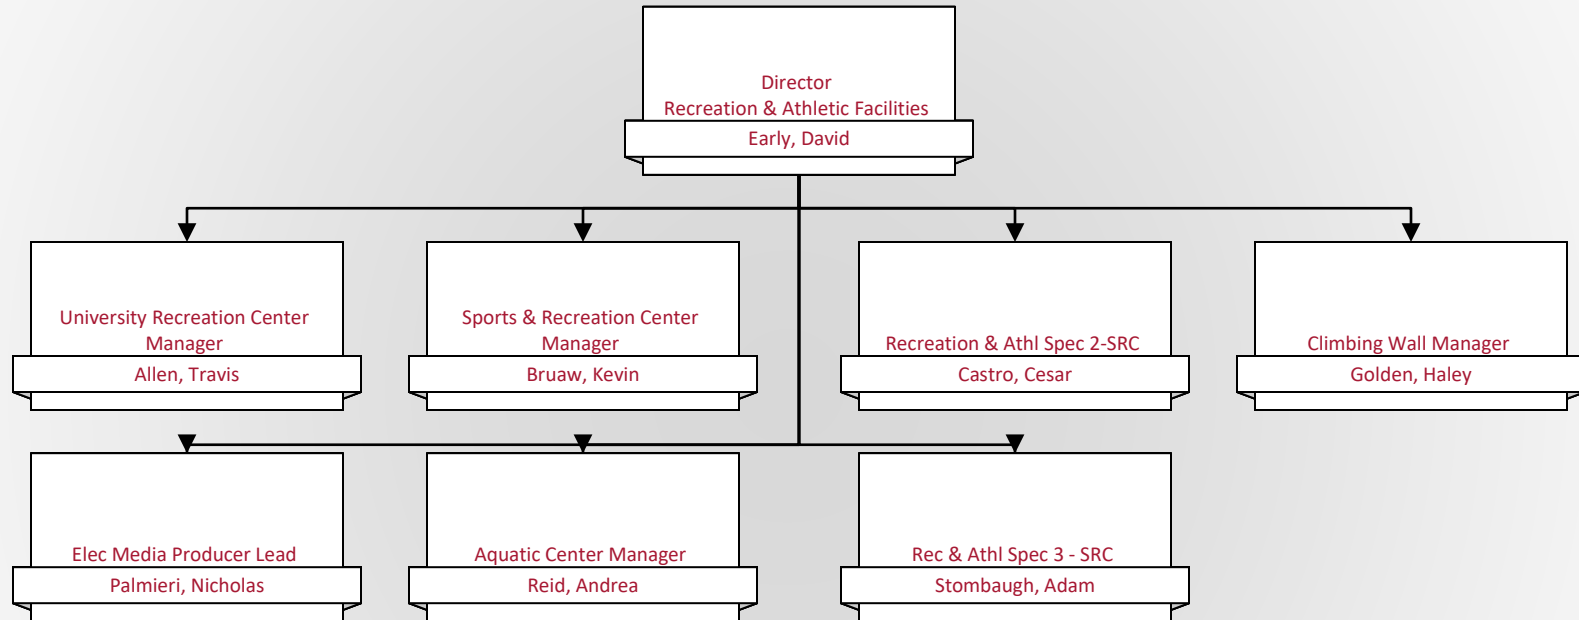 Director
Recreation & Athletic Facilities
Early, David
University Recreation Center
Manager
Allen, Travis
Sports & Recreation Center
Manager
Bruaw, Kevin
Recreation & Athl Spec 2-SRC
Castro, Cesar
Climbing Wall Manager
Golden, Haley
Elec Media Producer Lead
Palmieri, Nicholas
Aquatic Center Manager
Reid, Andrea
Rec & Athl Spec 3 - SRC
Stombaugh, Adam